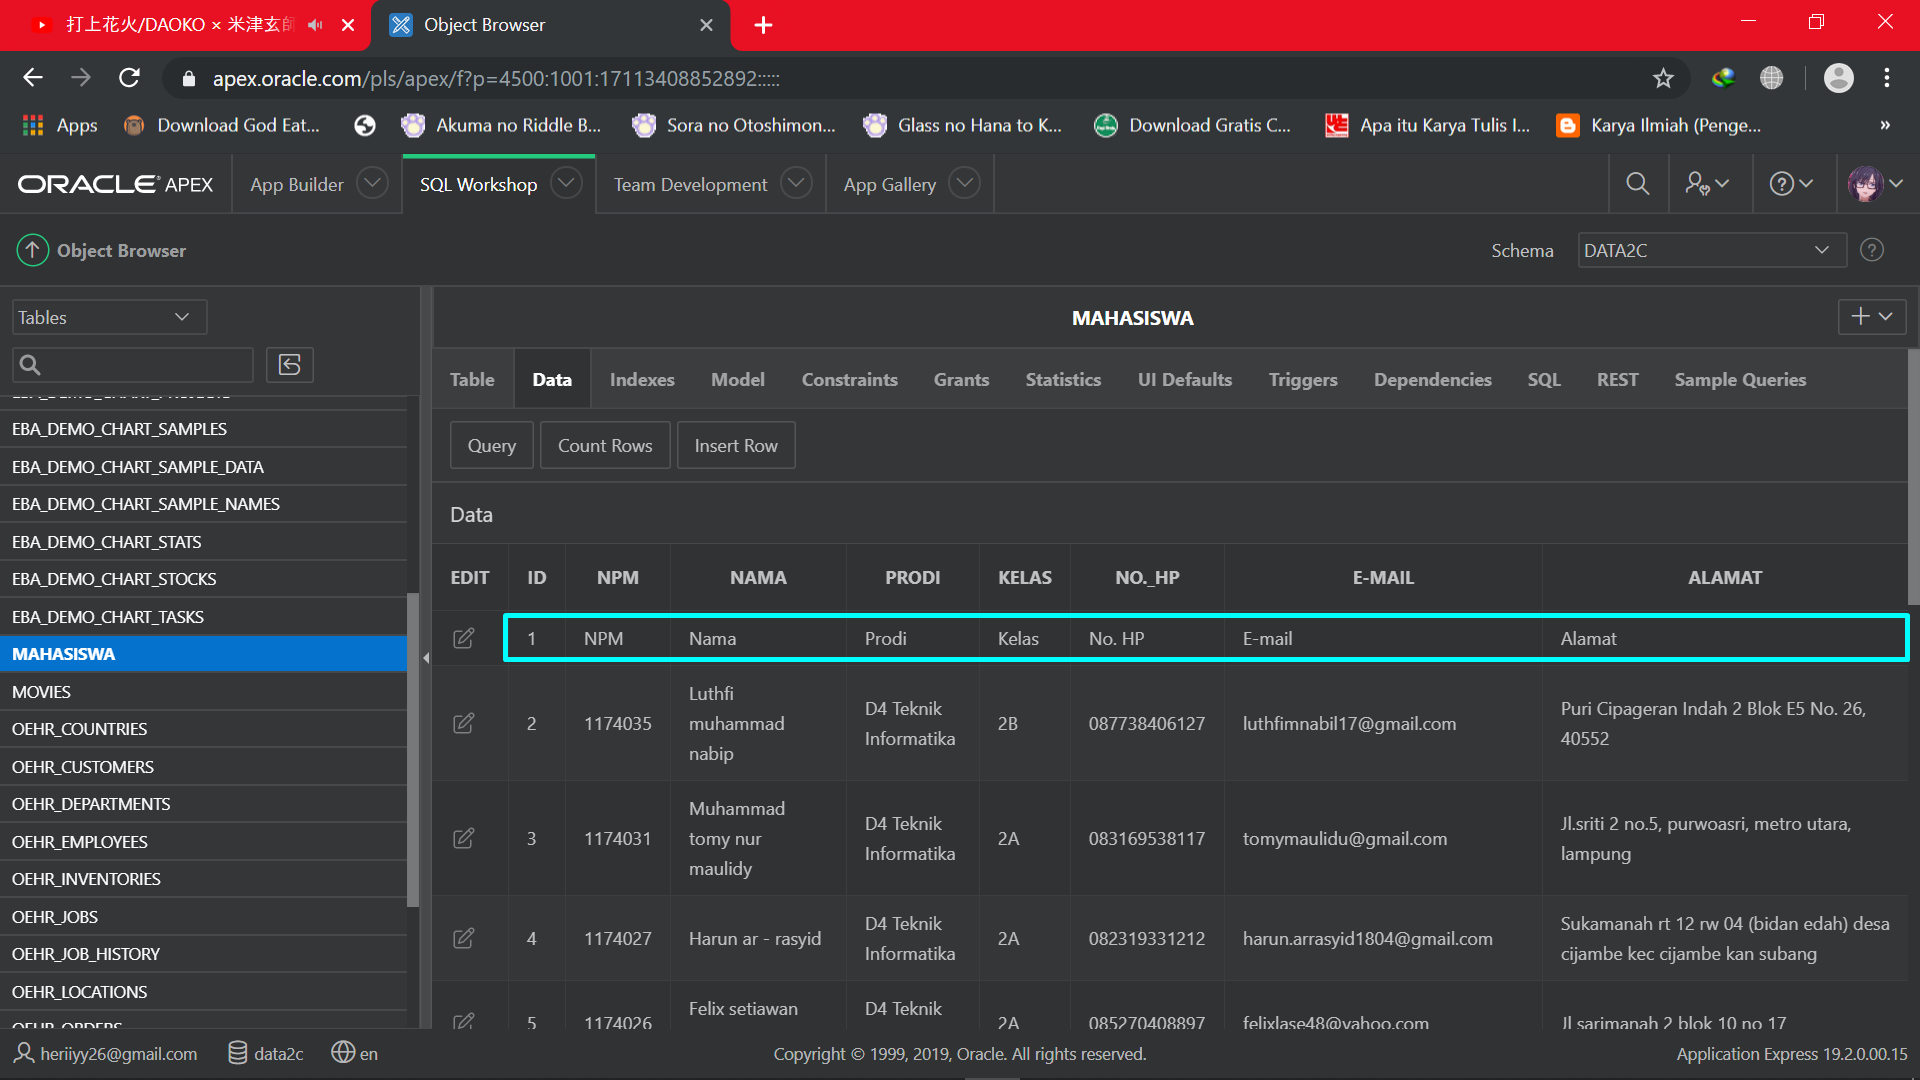 打上花火/DAOKO × 米津玄師
Object Browser
apex.oracle.com/pls/apex/f?p=4500:1001:17113408852892:::::
Apps
Download God Eat...
Akuma no Riddle B...
Sora no Otoshimon...
Glass no Hana to K...
Download Gratis C...
Apa itu Karya Tulis I...
Karya Ilmiah (Penge...
»
ORACLE APEX
App Builder
SQL Workshop
Team Development
App Gallery
Object Browser
Schema
DATA2C
Tables
MAHASISWA
Table
Data
Indexes
Model
Constraints
Grants
Statistics
UI Defaults
Triggers
Dependencies
SQL
REST
Sample Queries
EBA_DEMO_CHART_SAMPLES
EBA_DEMO_CHART_SAMPLE_DATA
EBA_DEMO_CHART_SAMPLE_NAMES
EBA_DEMO_CHART_STATS
EBA_DEMO_CHART_STOCKS
EBA_DEMO_CHART_TASKS
MAHASISWA
MOVIES
OEHR_COUNTRIES
OEHR_CUSTOMERS
OEHR_DEPARTMENTS
OEHR_EMPLOYEES
OEHR_INVENTORIES
OEHR_JOBS
OEHR_JOB_HISTORY
OEHR_LOCATIONS
OEHR_ORDERS
Query
Count Rows
Insert Row
Data
EDIT ID NPM NAMA PRODI KELAS NO._HP E-MAIL ALAMAT
1 NPM Nama Prodi Kelas No. HP E-mail Alamat
2 1174035 Luthfi muhammad nabip D4 Teknik Informatika 2B 087738406127 luthfimnabil17@gmail.com Puri Cipageran Indah 2 Blok E5 No. 26, 40552
3 1174031 Muhammad tomy nur maulidy D4 Teknik Informatika 2A 083169538117 tomymaulidu@gmail.com Jl.sriti 2 no.5, purwoasri, metro utara, lampung
4 1174027 Harun ar - rasyid D4 Teknik Informatika 2A 082319331212 harun.arrasyid1804@gmail.com Sukamanah rt 12 rw 04 (bidan edah) desa cijambe kec cijambe kan subang
5 1174026 Felix setiawan D4 Teknik 2A 085270408897 felixlase48@yahoo.com Jl sarimanah 2 blok 10 no 17
heriiyy26@gmail.com
data2c
en
Copyright © 1999, 2019, Oracle. All rights reserved.
Application Express 19.2.0.00.15